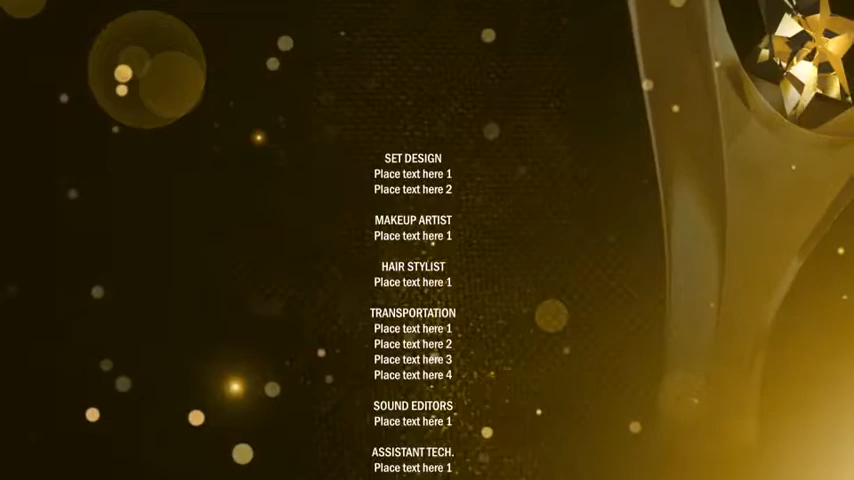 SET DESIGN
Place text here 1
Place text here 2
MAKEUP ARTIST
Place text here 1
HAIR STYLIST
Place text here 1
TRANSPORTATION
Place text here 1
Place text here 2
Place text here 3
Place text here 4
SOUND EDITORS
Place text here 1
ASSISTANT TECH.
Place text here 1